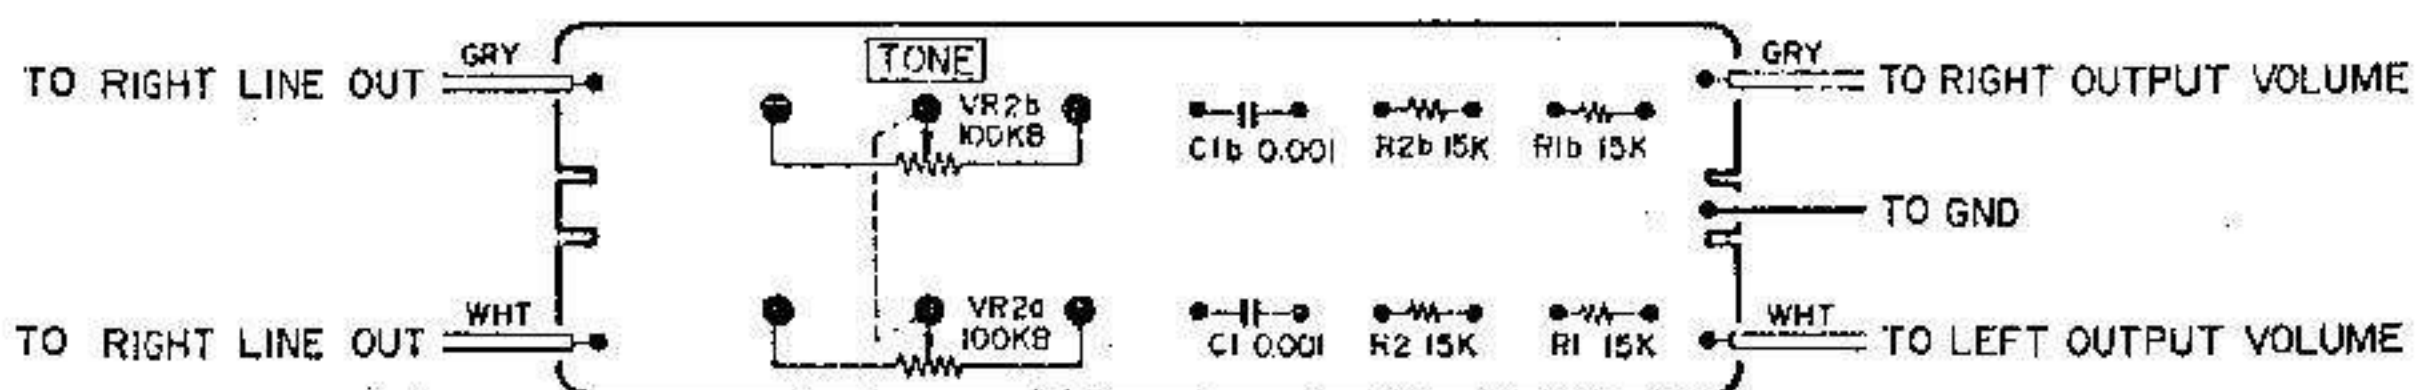 GRY
TO RIGHT LINE OUT
TONE
VR2b
100KB
C1b 0.001
R2b 15K
R1b 15K
GRY
TO RIGHT OUTPUT VOLUME
TO GND
WHT
TO RIGHT LINE OUT
VR2a
100KB
C1 0.001
R2 15K
R1 15K
WHT
TO LEFT OUTPUT VOLUME